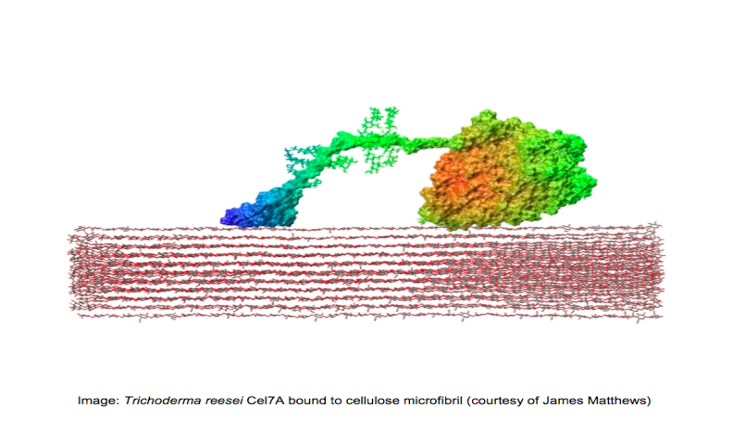 Image: Trichoderma reesei Cel7A bound to cellulose microfibril (courtesy of James Matthews)